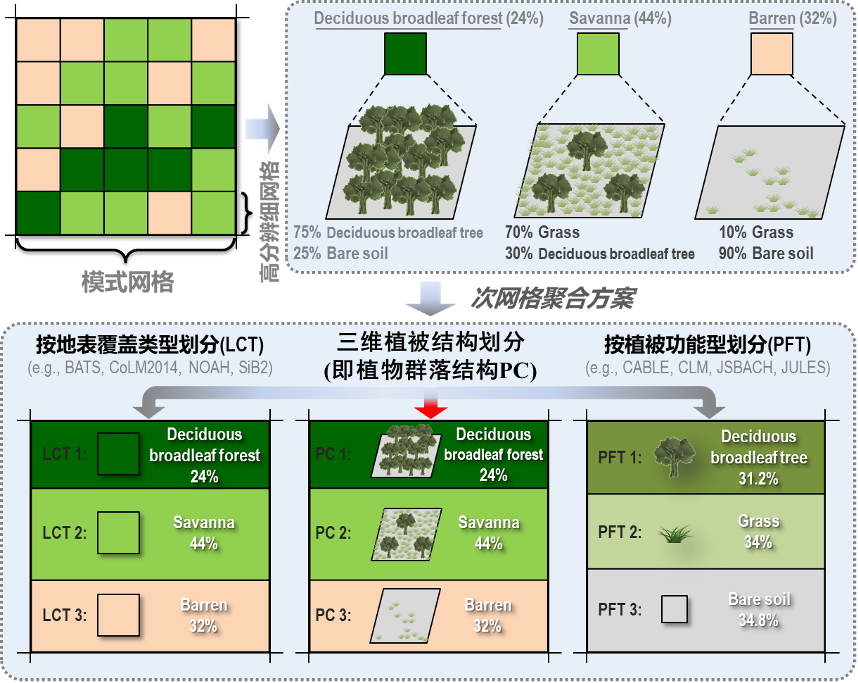 Deciduous broadleaf forest (24%)
Savanna (44%)
Barren (32%)
75% Deciduous broadleaf tree
25% Bare soil
70% Grass
30% Deciduous broadleaf tree
10% Grass
90% Bare soil
高分辨细网格
模式网格
次网格聚合方案
按地表覆盖类型划分(LCT)
(e.g., BATS, CoLM2014, NOAH, SiB2)
三维植被结构划分
(即植物群落结构PC)
按植被功能型划分(PFT)
(e.g., CABLE, CLM, JSBACH, JULES)
LCT 1:
Deciduous
broadleaf forest
24%
LCT 2:
Savanna
44%
LCT 3:
Barren
32%
PC 1:
Deciduous
broadleaf forest
24%
PC 2:
Savanna
44%
PC 3:
Barren
32%
PFT 1:
Deciduous
broadleaf tree
31.2%
PFT 2:
Grass
34%
PFT 3:
Bare soil
34.8%